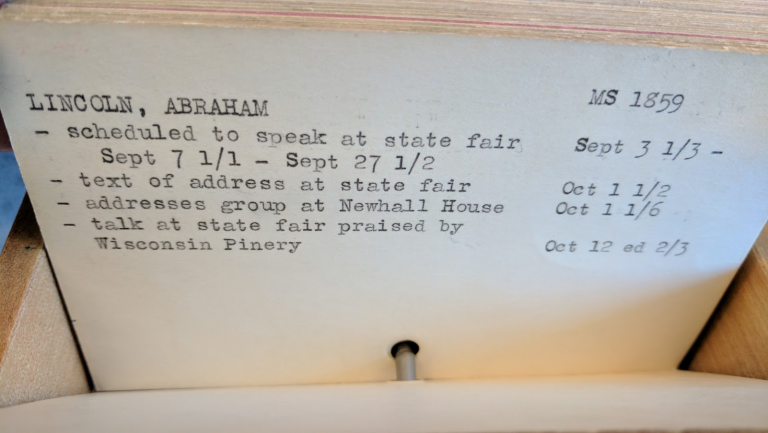 LINCOLN, ABRAHAM MS 1859
- scheduled to speak at state fair Sept 3 1/3 -
Sept 7 1/1 - Sept 27 1/2
- text of address at state fair Oct 1 1/2
- addresses group at Newhall House Oct 1 1/6
- talk at state fair praised by
Wisconsin Pinery Oct 12 ed 2/3